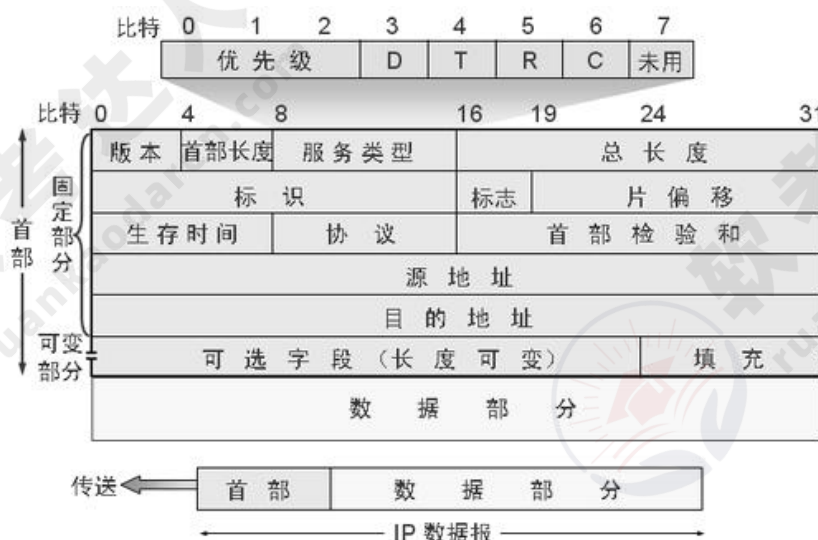 比特 0 1 2 3 4 5 6 7
优先级 D T R C 未用
比特 0 4 8 16 19 24 31
版本 首部长度 服务类型 总长度
标识 标志 片偏移
生存时间 协议 首部检验和
源地址
目的地址
可选字段（长度可变） 填充
数据部分
首部
固定部分
可变部分
传送 首部 数据部分
IP 数据报